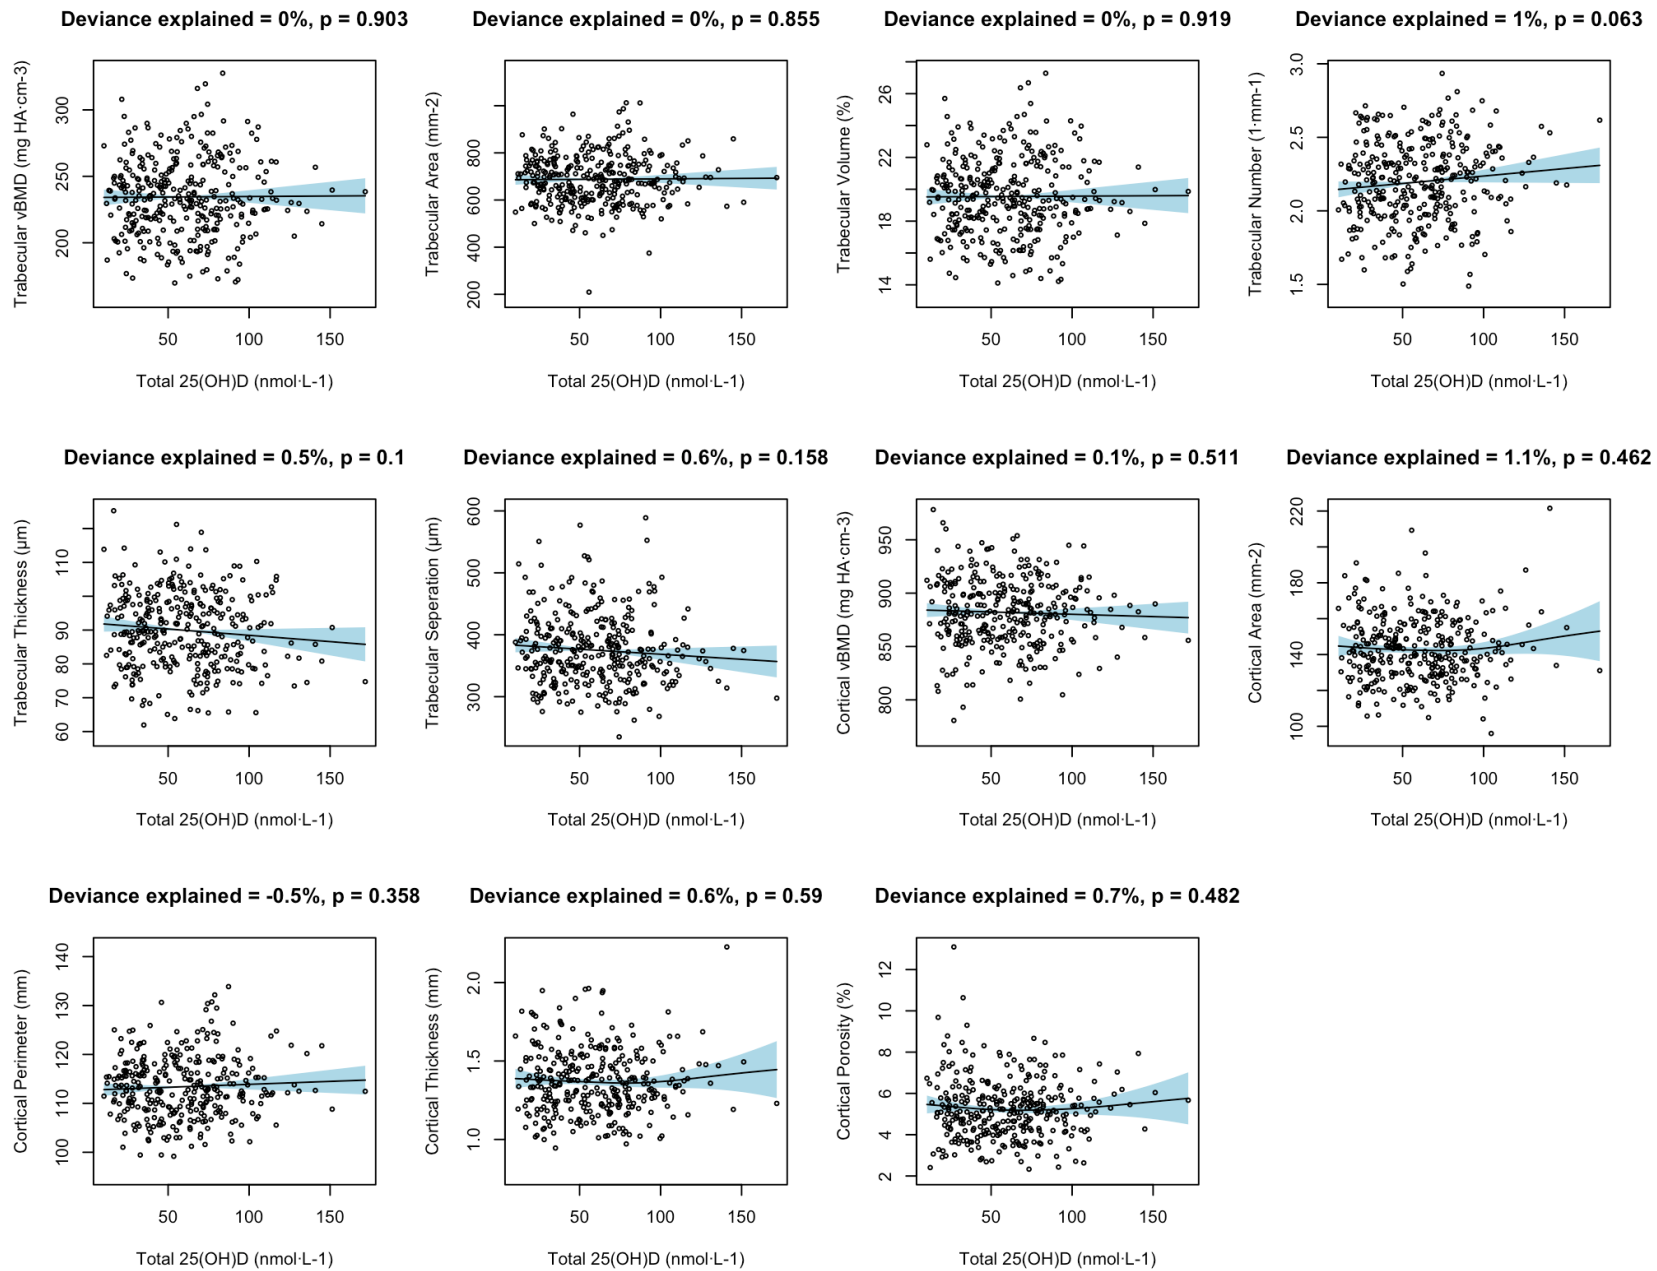 Deviance explained = 0%, p = 0.903
Trabecular vBMD (mg HA·cm-3)
200
250
300
50 100 150
Total 25(OH)D (nmol·L-1)
Deviance explained = 0%, p = 0.855
Trabecular Area (mm-2)
200
400
600
800
50 100 150
Total 25(OH)D (nmol·L-1)
Deviance explained = 0%, p = 0.919
Trabecular Volume (%)
14
18
22
26
50 100 150
Total 25(OH)D (nmol·L-1)
Deviance explained = 1%, p = 0.063
Trabecular Number (1·mm-1)
1.5
2.0
2.5
3.0
50 100 150
Total 25(OH)D (nmol·L-1)
Deviance explained = 0.5%, p = 0.1
Trabecular Thickness (μm)
60
70
80
90
110
50 100 150
Total 25(OH)D (nmol·L-1)
Deviance explained = 0.6%, p = 0.158
Trabecular Seperation (μm)
300
400
500
600
50 100 150
Total 25(OH)D (nmol·L-1)
Deviance explained = 0.1%, p = 0.511
Cortical vBMD (mg HA·cm-3)
800
850
900
950
50 100 150
Total 25(OH)D (nmol·L-1)
Deviance explained = 1.1%, p = 0.462
Cortical Area (mm-2)
100
140
180
220
50 100 150
Total 25(OH)D (nmol·L-1)
Deviance explained = -0.5%, p = 0.358
Cortical Perimeter (mm)
100
110
120
130
140
50 100 150
Total 25(OH)D (nmol·L-1)
Deviance explained = 0.6%, p = 0.59
Cortical Thickness (mm)
1.0
1.5
2.0
50 100 150
Total 25(OH)D (nmol·L-1)
Deviance explained = 0.7%, p = 0.482
Cortical Porosity (%)
2
4
6
8
10
12
50 100 150
Total 25(OH)D (nmol·L-1)